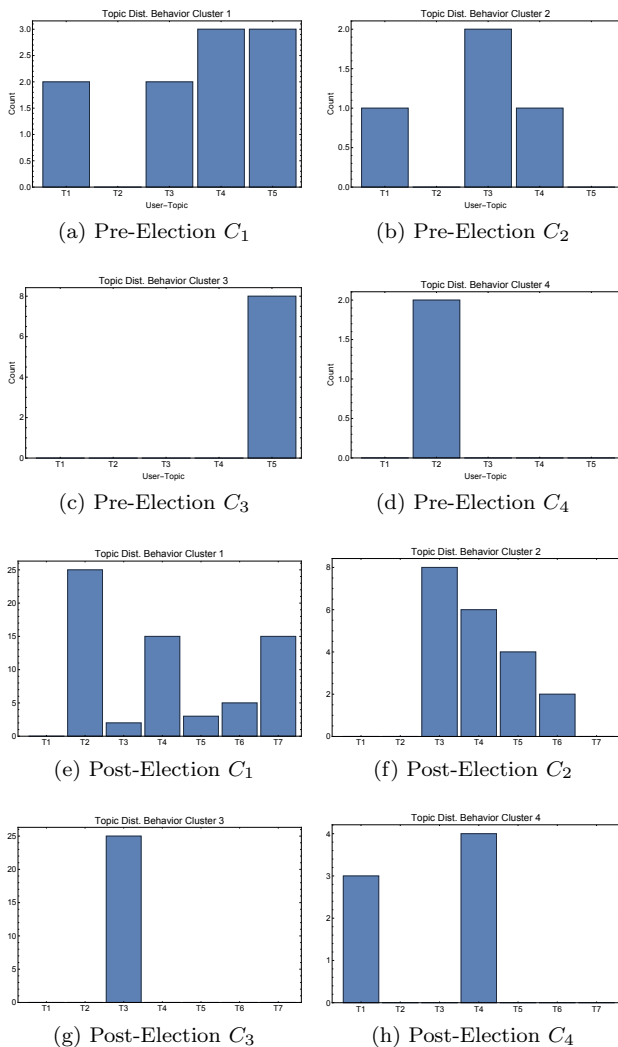 Topic Dist. Behavior Cluster 1
3.0
2.5
2.0
1.5
1.0
0.5
0.0
Count
T1 T2 T3 T4 T5
User-Topic
(a) Pre-Election C1
Topic Dist. Behavior Cluster 2
2.0
1.5
1.0
0.5
0.0
Count
T1 T2 T3 T4 T5
User-Topic
(b) Pre-Election C2
Topic Dist. Behavior Cluster 3
8
6
4
2
0
Count
T1 T2 T3 T4 T5
User-Topic
(c) Pre-Election C3
Topic Dist. Behavior Cluster 4
2.0
1.5
1.0
0.5
0.0
Count
T1 T2 T3 T4 T5
User-Topic
(d) Pre-Election C4
Topic Dist. Behavior Cluster 1
25
20
15
10
5
0
T1 T2 T3 T4 T5 T6 T7
(e) Post-Election C1
Topic Dist. Behavior Cluster 2
8
6
4
2
0
T1 T2 T3 T4 T5 T6 T7
(f) Post-Election C2
Topic Dist. Behavior Cluster 3
25
20
15
10
5
0
T1 T2 T3 T4 T5 T6 T7
(g) Post-Election C3
Topic Dist. Behavior Cluster 4
4
3
2
1
0
T1 T2 T3 T4 T5 T6 T7
(h) Post-Election C4